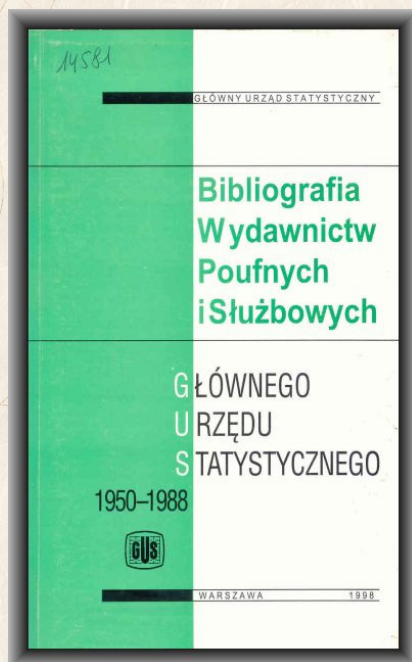 14581
GŁÓWNY URZĄD STATYSTYCZNY
Bibliografia
Wydawnictw
Poufnych
i Służbowych
GŁÓWNEGO
URZĘDU
STATYSTYCZNEGO
1950–1988
GUS
WARSZAWA 1998